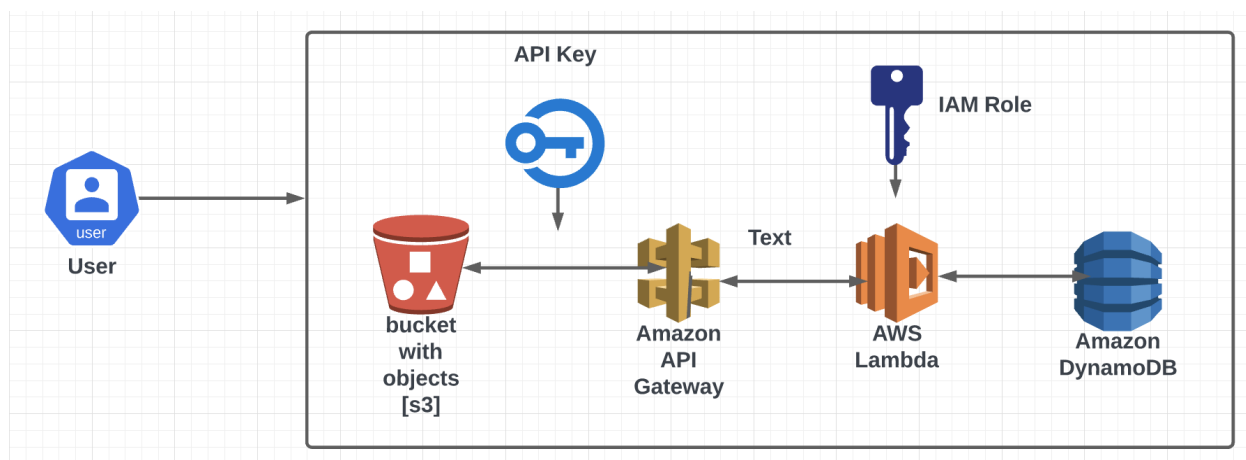 API Key
IAM Role
user
User
Text
bucket
with
objects
[s3]
Amazon
API
Gateway
AWS
Lambda
Amazon
DynamoDB